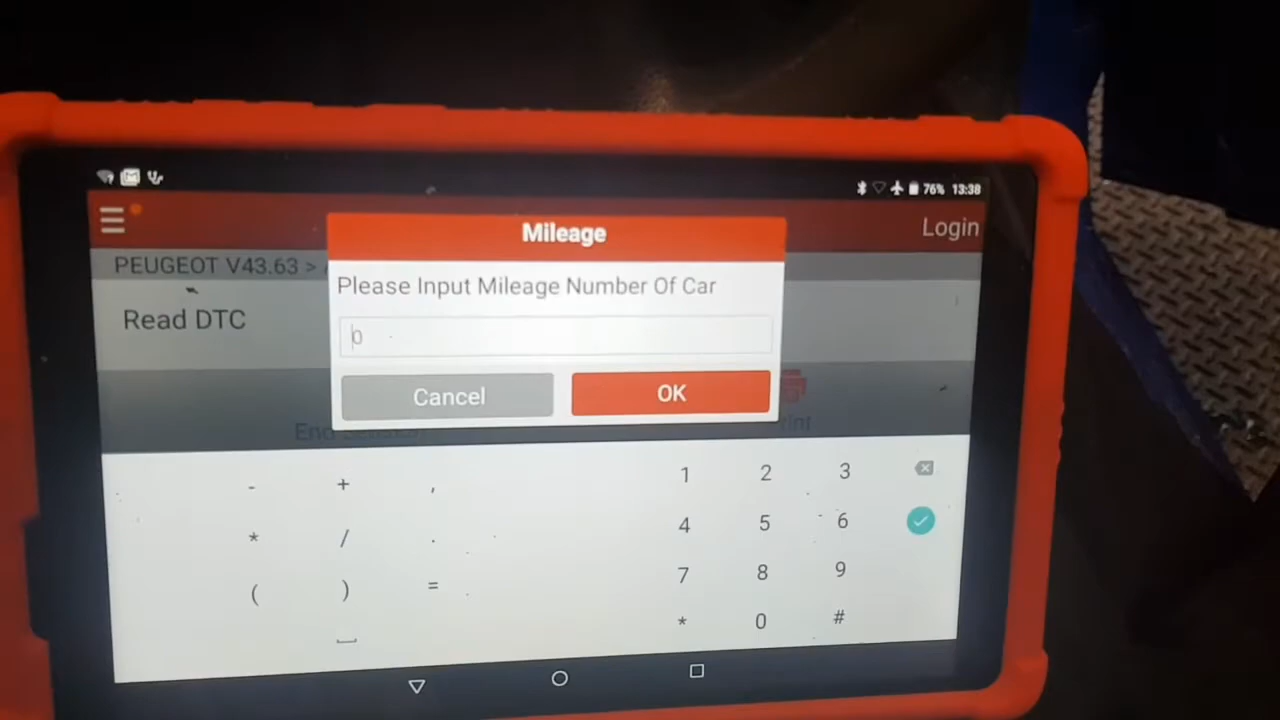 76% 13:38
Login
PEUGEOT V43.63 >
Mileage
Please Input Mileage Number Of Car
0
Read DTC
Cancel
OK
End
- + , 1 2 3
* / . 4 5 6
( ) = 7 8 9
* 0 #